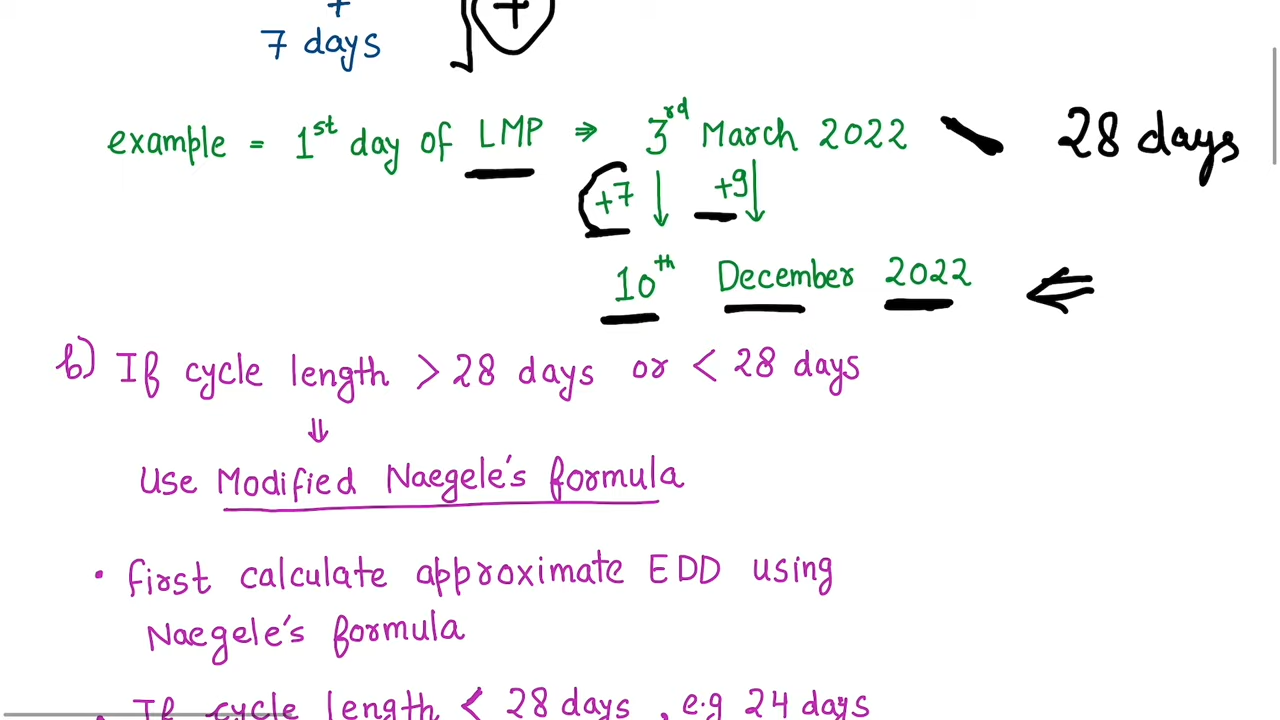 +
7 days +
example = 1st day of LMP ⇒ 3rd March 2022 28 days
+7 ↓ +9 ↓
10th December 2022 ⇐
b) If cycle length > 28 days or < 28 days
⇓
Use Modified Naegele's formula
• first calculate approximate EDD using
Naegele's formula
• If cycle length < 28 days, e.g 24 days